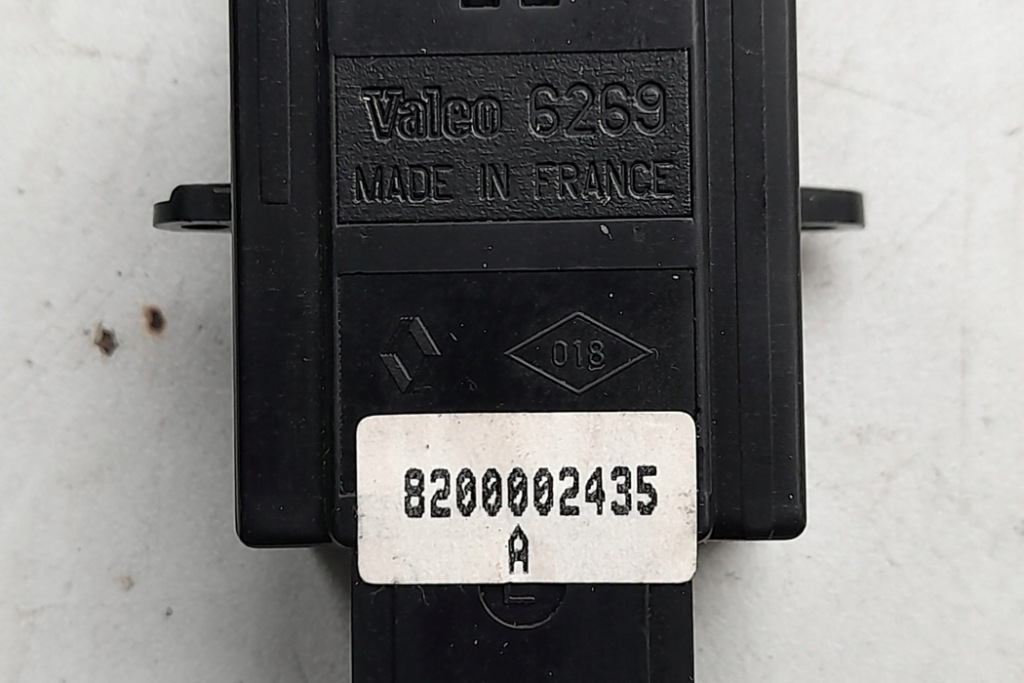 Valeo 6269
MADE IN FRANCE
018
8200002435
A